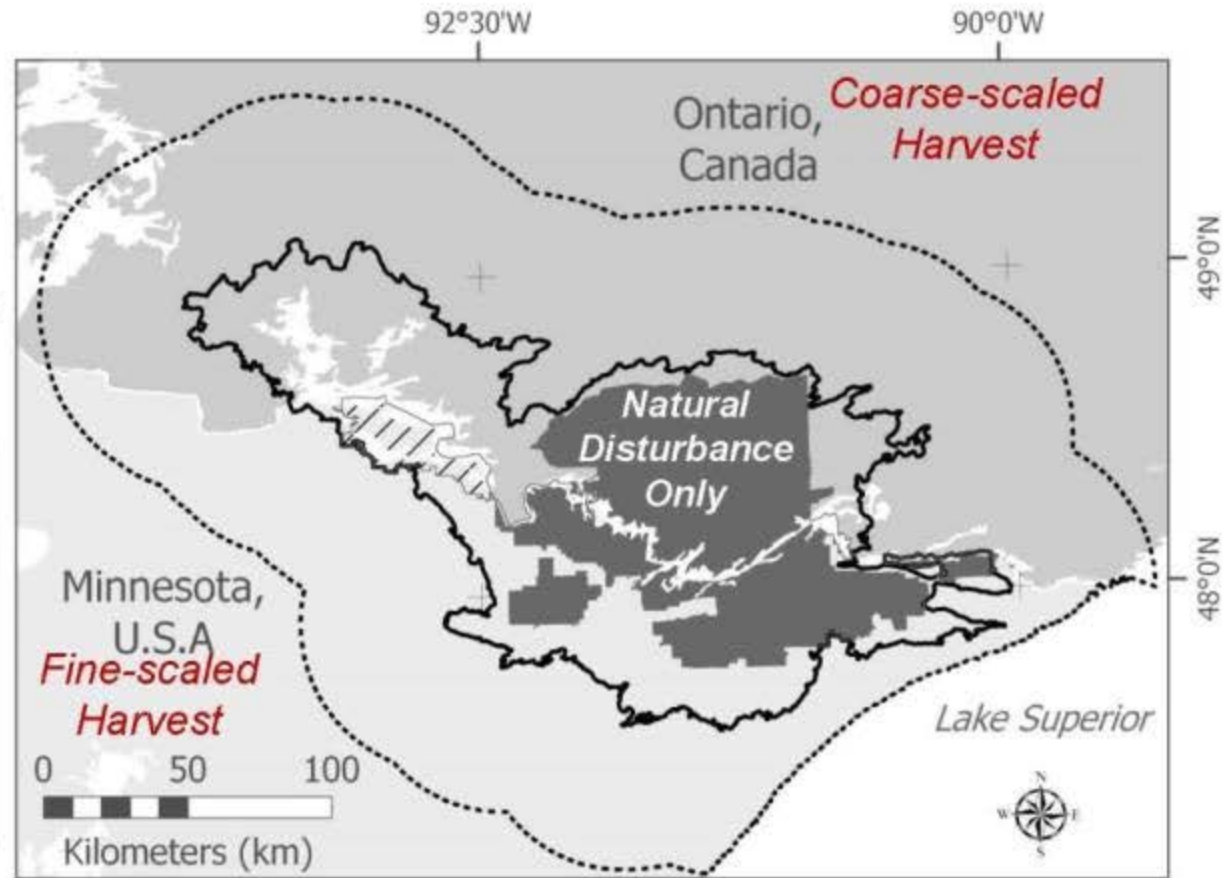 92°30'W
90°0'W
Ontario,
Canada
Coarse-scaled
Harvest
49°0'N
Natural
Disturbance
Only
48°0'N
Minnesota,
U.S.A
Fine-scaled
Harvest
Lake Superior
0 50 100
Kilometers (km)
N
W E
S